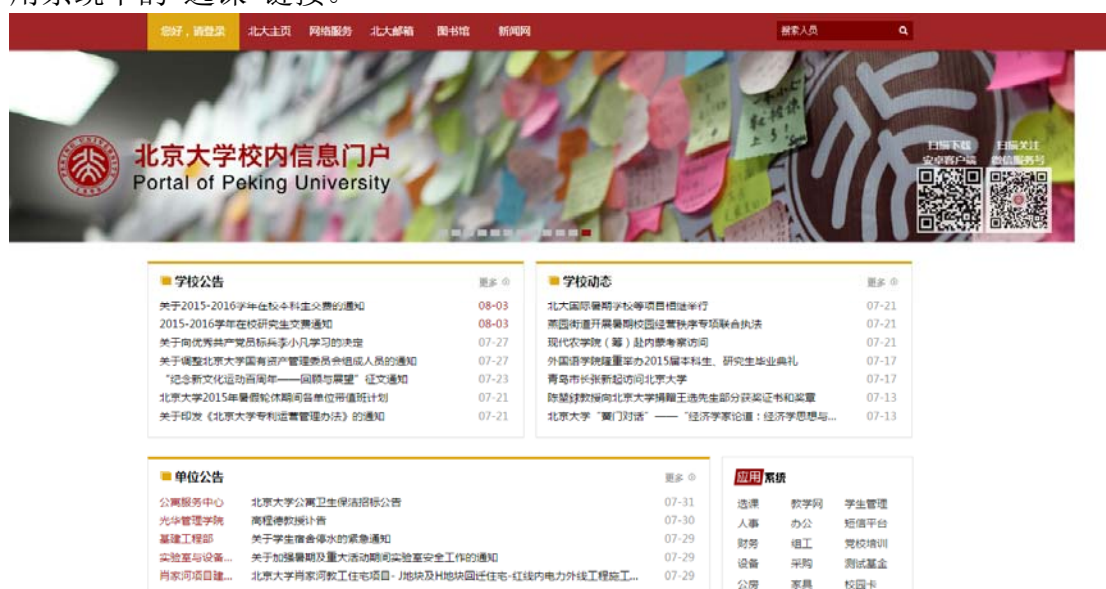 用系统中的“选课”链接。
您好，请登录 北大主页 网络服务 北大邮箱 图书馆 新闻网 搜索人员
北京大学校内信息门户
Portal of Peking University
扫描下载 扫描关注
安卓客户端 微信服务号
学校公告 更多
关于2015-2016学年在校本科生交费的通知 08-03
2015-2016学年在校研究生交费通知 08-03
关于向优秀共产党员标兵李小凡学习的决定 07-27
关于调整北京大学国有资产管理委员会组成人员的通知 07-27
“纪念新文化运动百周年——回顾与展望”征文通知 07-23
北京大学2015年暑假轮休期间各单位带值班计划 07-21
关于印发《北京大学专利运营管理办法》的通知 07-21
学校动态 更多
北大国际暑期学校等项目相继举行 07-21
燕园街道开展暑期校园经营秩序专项联合执法 07-21
现代农学院（筹）赴内蒙考察访问 07-21
外国语学院隆重举办2015届本科生、研究生毕业典礼 07-17
青岛市长张新起访问北京大学 07-17
陈堃銶教授向北京大学捐赠王选先生部分获奖证书和奖章 07-13
北京大学“黉门对话”——“经济学家论道：经济学思想与... 07-13
单位公告 更多
公寓服务中心 北京大学公寓卫生保洁招标公告 07-31
光华管理学院 高程德教授讣告 07-30
基建工程部 关于学生宿舍停水的紧急通知 07-29
实验室与设备... 关于加强暑期及重大活动期间实验室安全工作的通知 07-29
肖家河项目建... 北京大学肖家河教工住宅项目-J地块及H地块回迁住宅-红线内电力外线工程施工... 07-29
应用系统
选课 教学网 学生管理
人事 办公 短信平台
财务 组工 党校培训
设备 采购 测试基金
公房 家具 校园卡